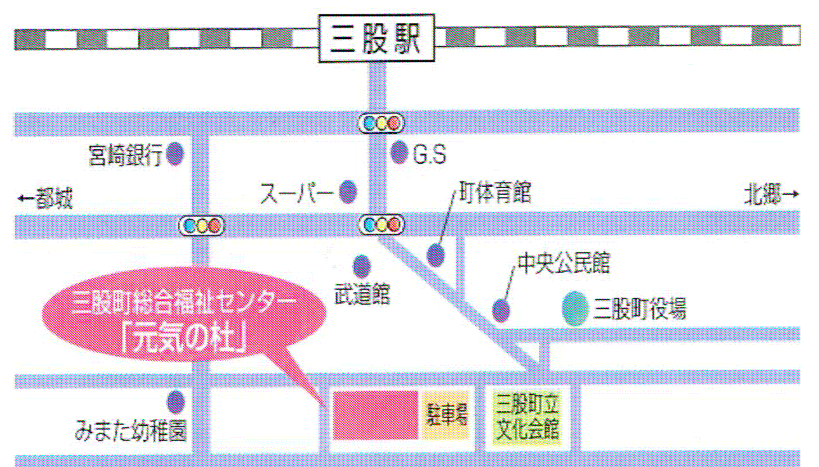 三股駅
宮崎銀行
G.S
スーパー
町体育館
←都城
北郷→
中央公民館
武道館
三股町役場
三股町総合福祉センター
「元気の杜」
みまた幼稚園
駐車場
三股町立
文化会館